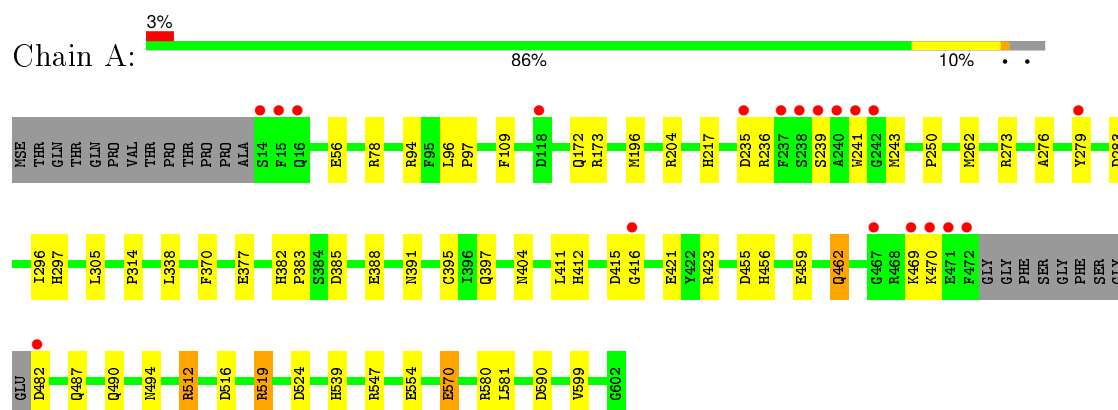 3%
Chain A:
86%
10%
MSE THR GLN THR GLN PRO VAL THR PRO THR PRO PRO ALA S14 F15 Q16 E56 R78 R94 F95 L96 P97 F109 D118 Q172 R173 M196 R204 H217 D235 R236 F237 S238 S239 A240 W241 G242 M243 P250 M262 R273 A276 Y279
I296 H297 L305 P314 L338 F370 E377 H382 P383 S384 D385 E388 N391 C395 I396 Q397 N404 L411 H412 D415 G416 E421 Y422 R423 D455 H456 E459 Q462 G467 R468 K469 K470 E471 F472 GLY GLY PHE SER GLY PHE SER GLY
GLU D482 Q487 Q490 N494 R512 D516 R519 D524 H539 R547 E554 E570 R580 L581 D590 V599 G602